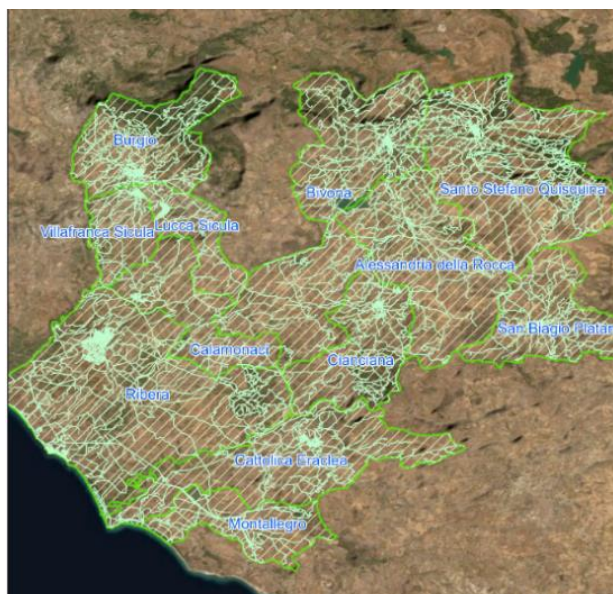 Burgio
Bivona
Santo Stefano Quisquina
Villafranca Sicula
Lucca Sicula
Alessandria della Rocca
San Biagio Platan
Calamonaci
Cianciana
Ribera
Cattolica Eraclea
Montallegro